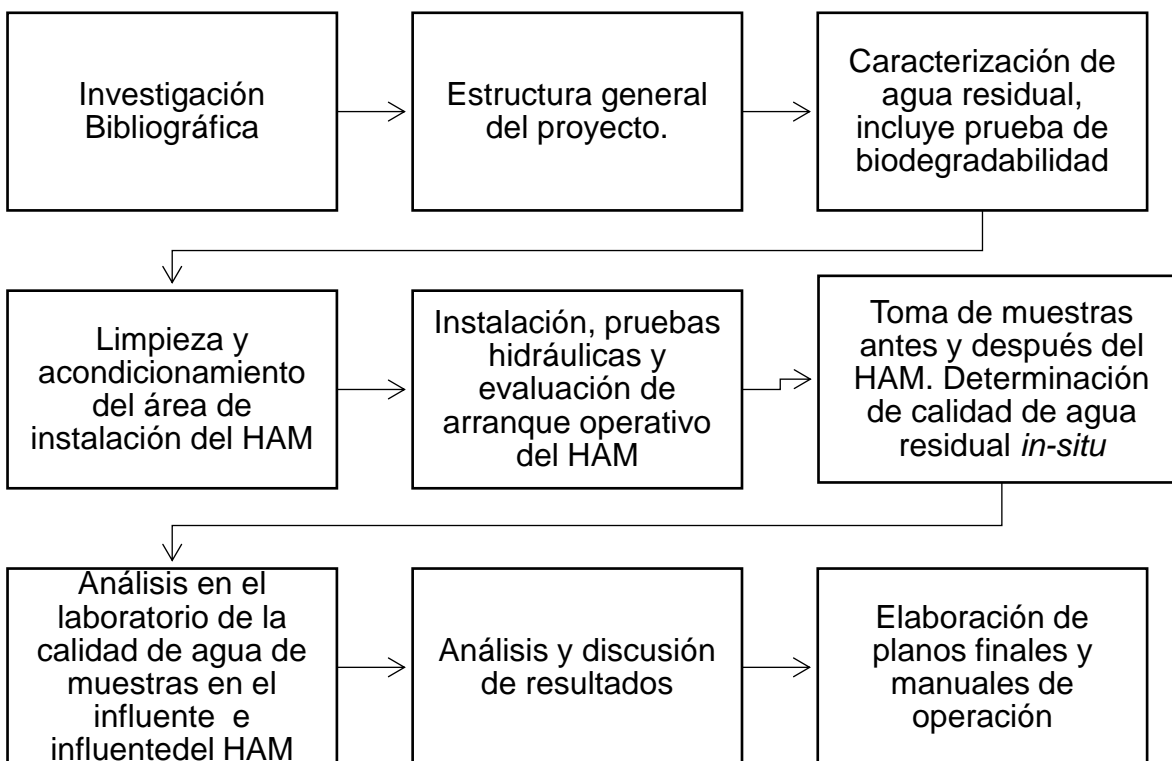 Investigación
Bibliográfica
Estructura general
del proyecto.
Caracterización de
agua residual,
incluye prueba de
biodegradabilidad
Limpieza y
acondicionamiento
del área de
instalación del HAM
Instalación, pruebas
hidráulicas y
evaluación de
arranque operativo
del HAM
Toma de muestras
antes y después del
HAM. Determinación
de calidad de agua
residual in-situ
Análisis en el
laboratorio de la
calidad de agua de
muestras en el
influente e
influentedel HAM
Análisis y discusión
de resultados
Elaboración de
planos finales y
manuales de
operación